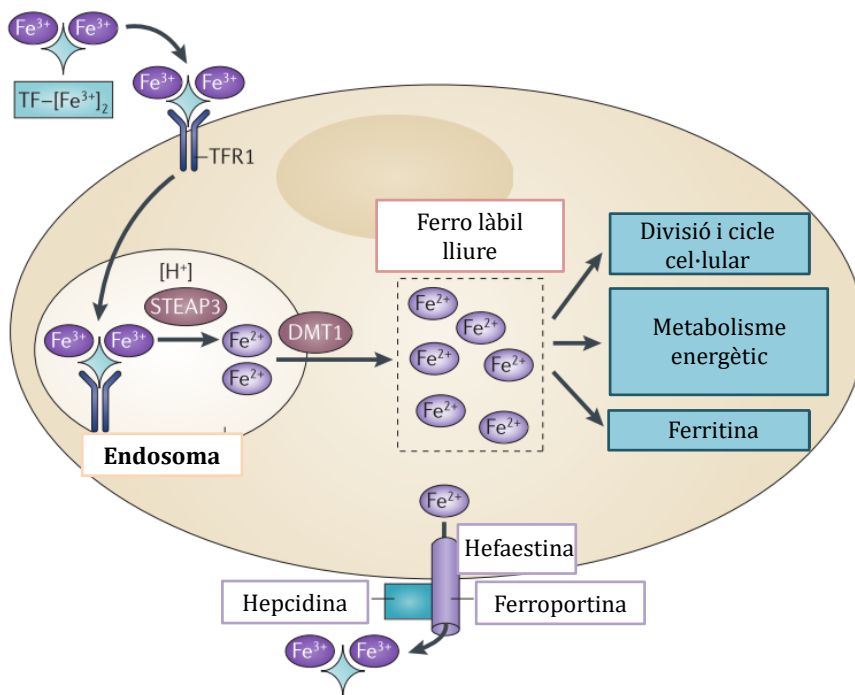 Fe³⁺ Fe³⁺
TF–[Fe³⁺]₂
Fe³⁺ Fe³⁺
TFR1
Ferro làbil
lliure
Divisió i cicle
cel·lular
Metabolisme
energètic
Ferritina
[H⁺]
STEAP3
Fe³⁺ Fe³⁺
Fe²⁺
Fe²⁺
DMT1
Fe²⁺
Fe²⁺
Fe²⁺
Fe²⁺
Fe²⁺
Fe²⁺
Endosoma
Fe²⁺
Hefaestina
Hepcidina
Ferroportina
Fe³⁺ Fe³⁺